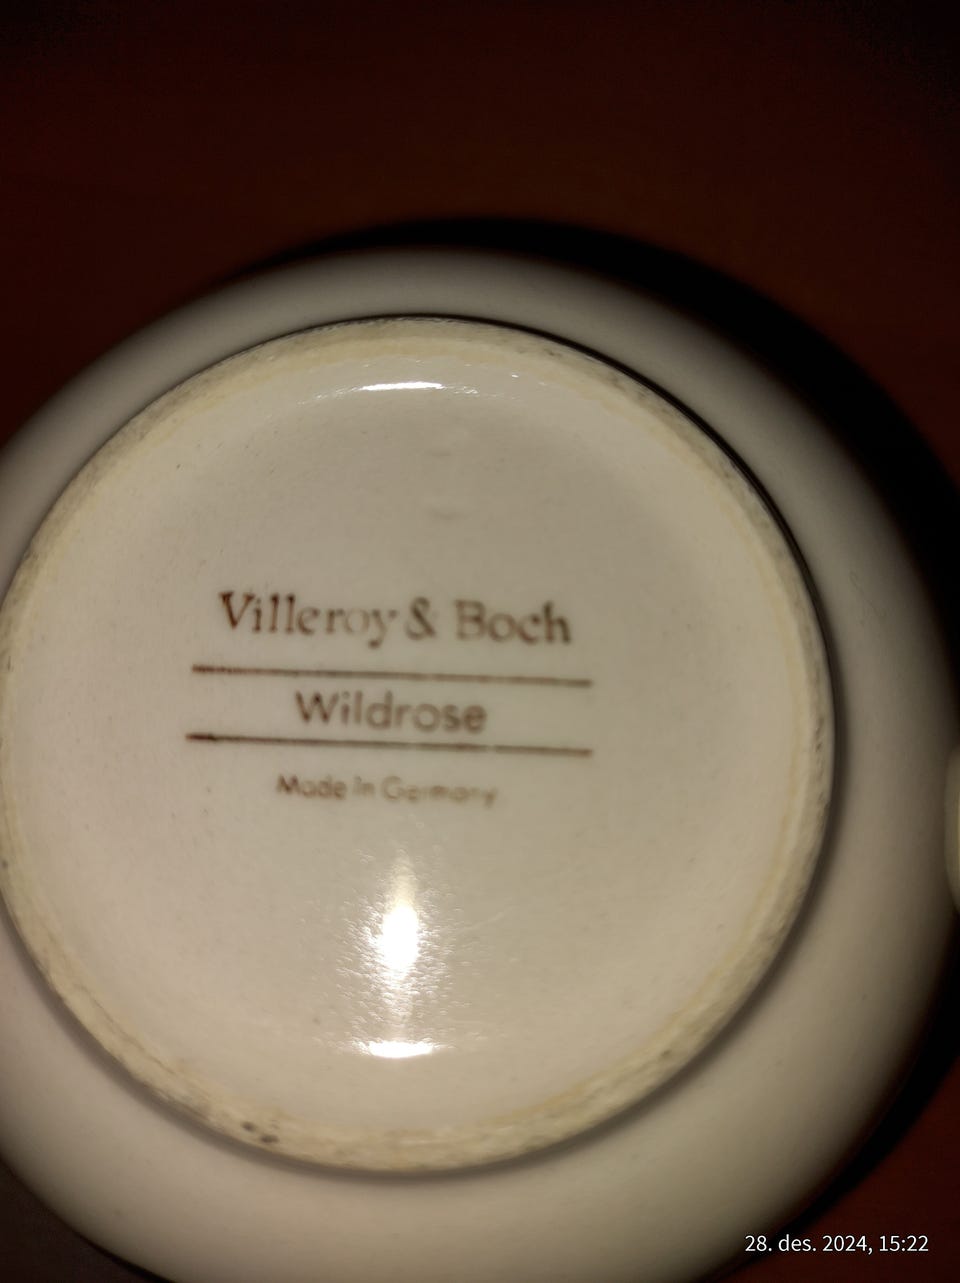 Villeroy & Boch
Wildrose
Made in Germany
28. des. 2024, 15:22